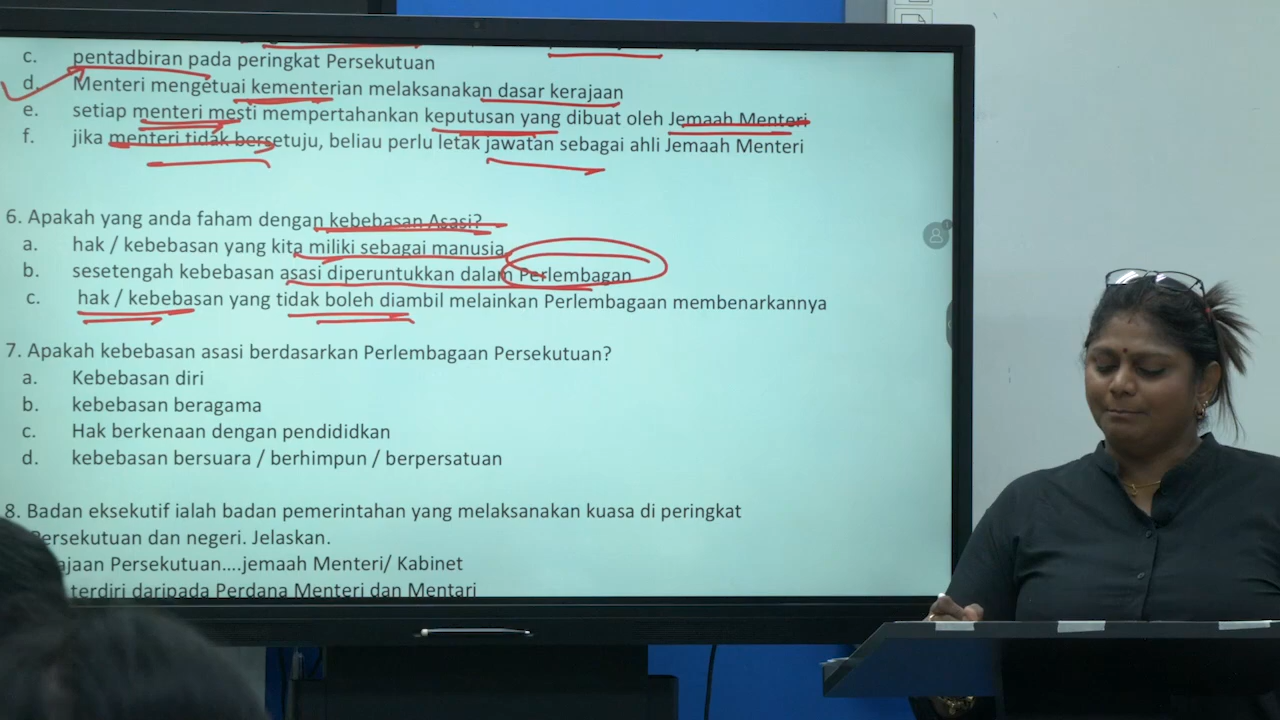 c. pentadbiran pada peringkat Persekutuan
d. Menteri mengetuai kementerian melaksanakan dasar kerajaan
e. setiap menteri mesti mempertahankan keputusan yang dibuat oleh Jemaah Menteri
f. jika menteri tidak bersetuju, beliau perlu letak jawatan sebagai ahli Jemaah Menteri
6. Apakah yang anda faham dengan kebebasan Asasi?
a. hak / kebebasan yang kita miliki sebagai manusia
b. sesetengah kebebasan asasi diperuntukkan dalam Perlembagan
c. hak / kebebasan yang tidak boleh diambil melainkan Perlembagaan membenarkannya
7. Apakah kebebasan asasi berdasarkan Perlembagaan Persekutuan?
a. Kebebasan diri
b. kebebasan beragama
c. Hak berkenaan dengan pendididkan
d. kebebasan bersuara / berhimpun / berpersatuan
8. Badan eksekutif ialah badan pemerintahan yang melaksanakan kuasa di peringkat
Persekutuan dan negeri. Jelaskan.
ajaan Persekutuan....jemaah Menteri/ Kabinet
terdiri daripada Perdana Menteri dan Mentari